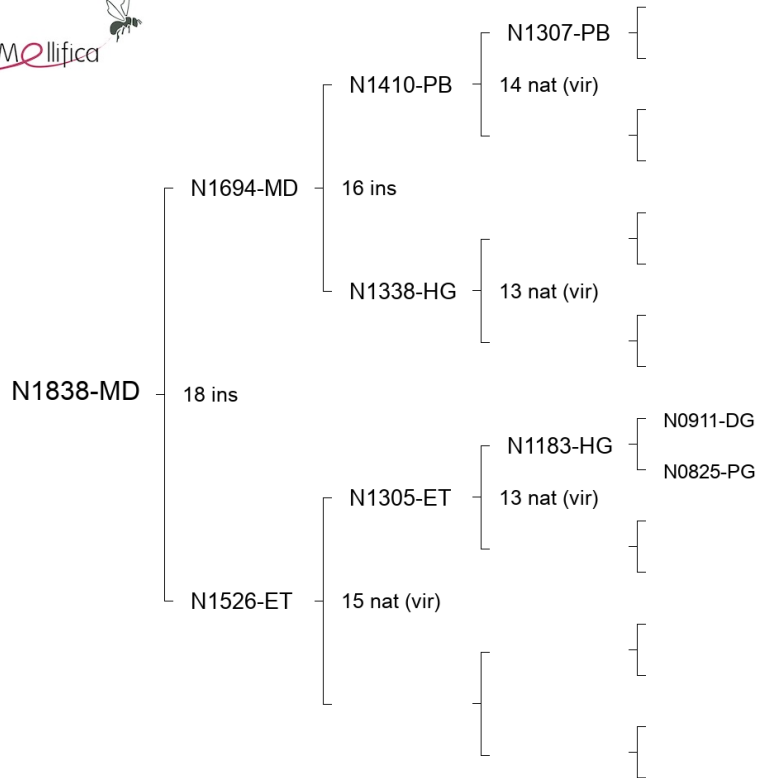 Mellifica
N1307-PB
N1410-PB
14 nat (vir)
N1694-MD
16 ins
N1338-HG
13 nat (vir)
N1838-MD
18 ins
N0911-DG
N1183-HG
N0825-PG
N1305-ET
13 nat (vir)
N1526-ET
15 nat (vir)